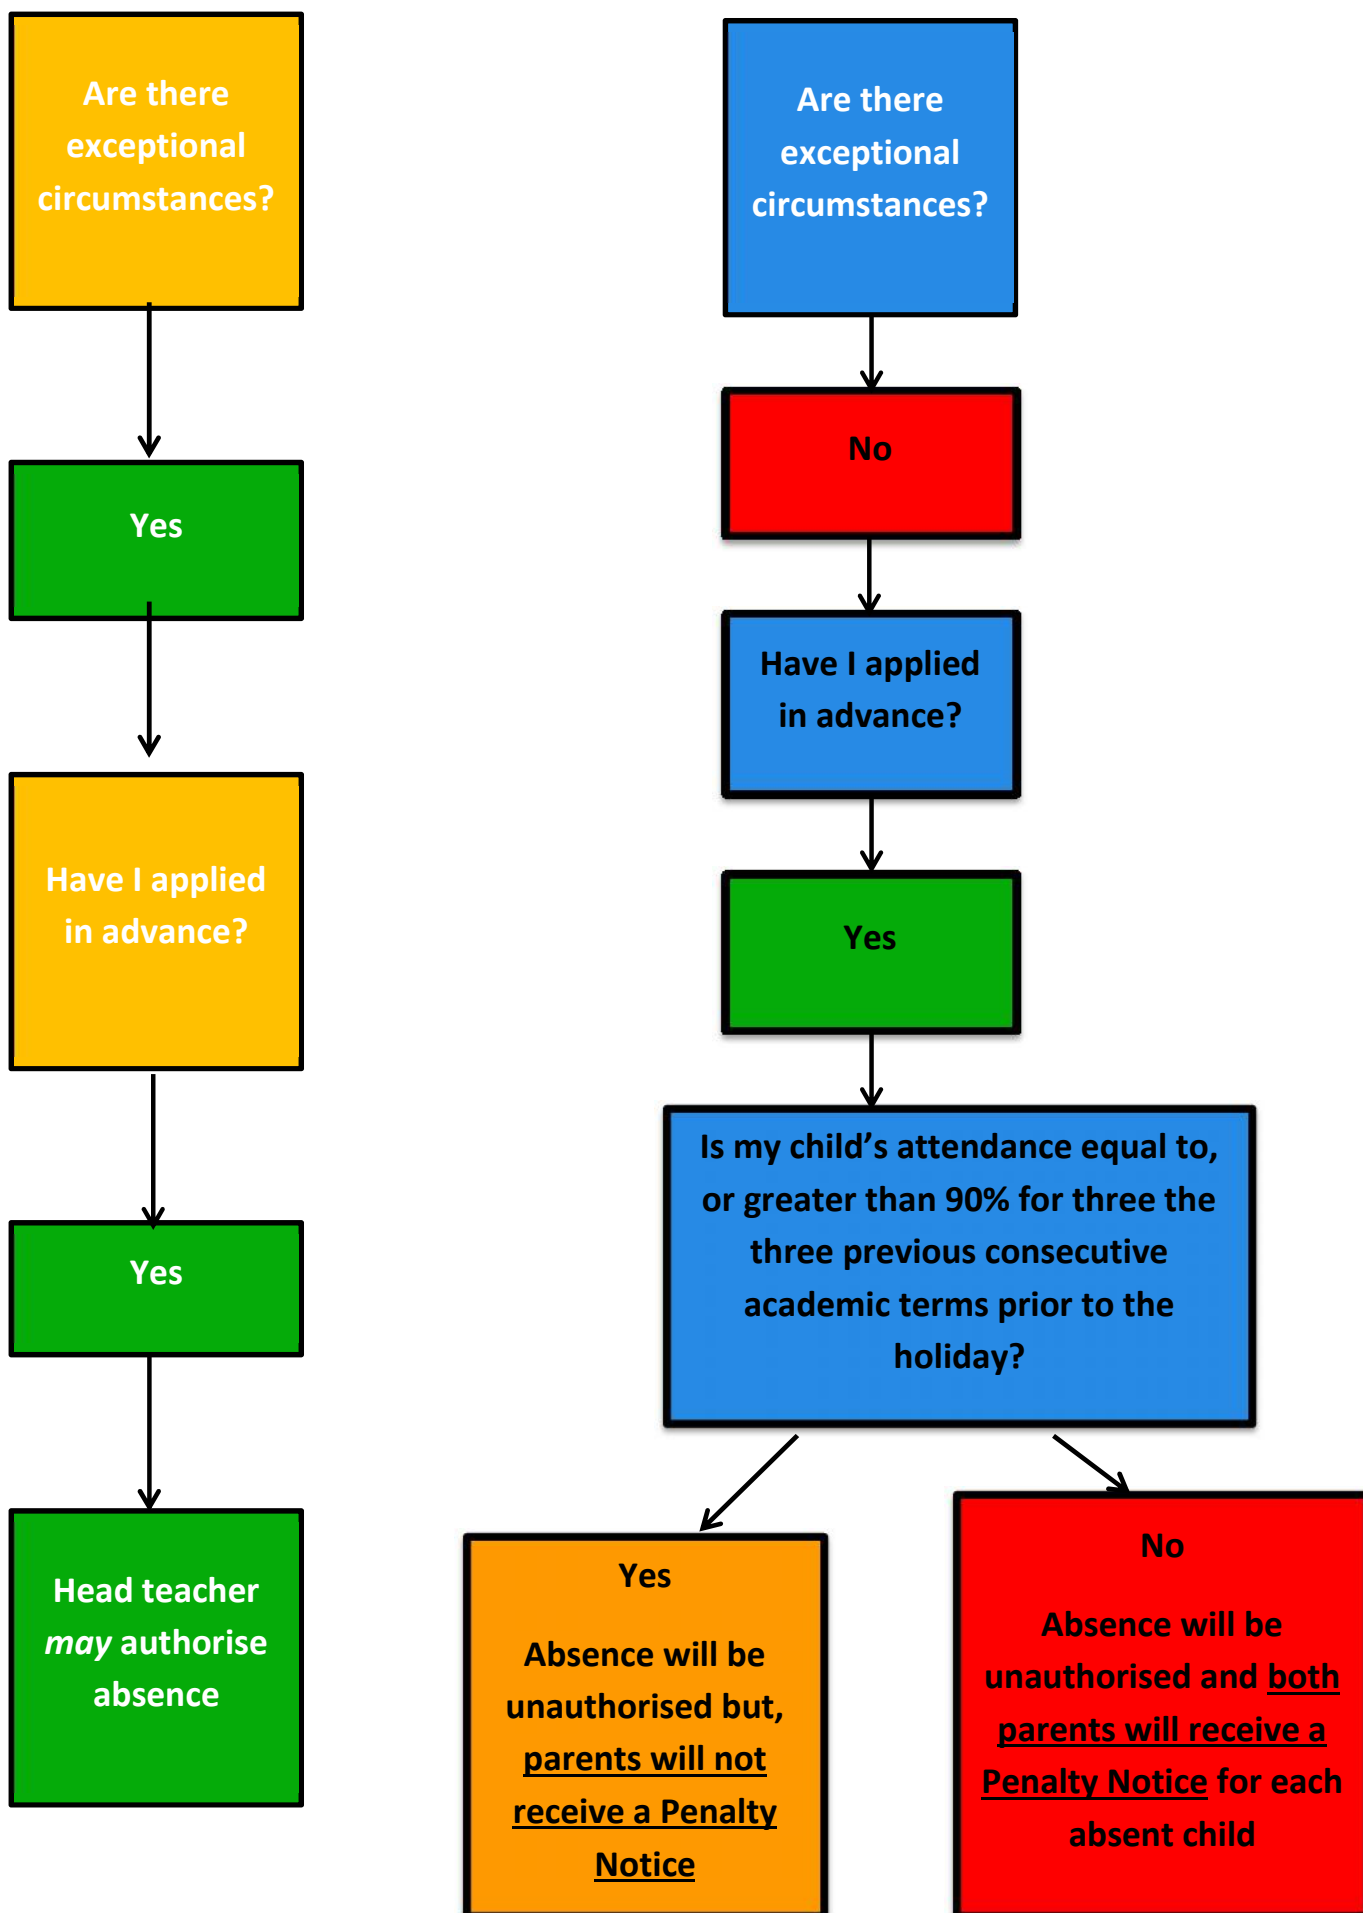 Are there
exceptional
circumstances?
Yes
Have I applied
in advance?
Yes
Head teacher
may authorise
absence
Are there
exceptional
circumstances?
No
Have I applied
in advance?
Yes
Is my child’s attendance equal to,
or greater than 90% for three the
three previous consecutive
academic terms prior to the
holiday?
Yes
Absence will be
unauthorised but,
parents will not
receive a Penalty
Notice
No
Absence will be
unauthorised and both
parents will receive a
Penalty Notice for each
absent child